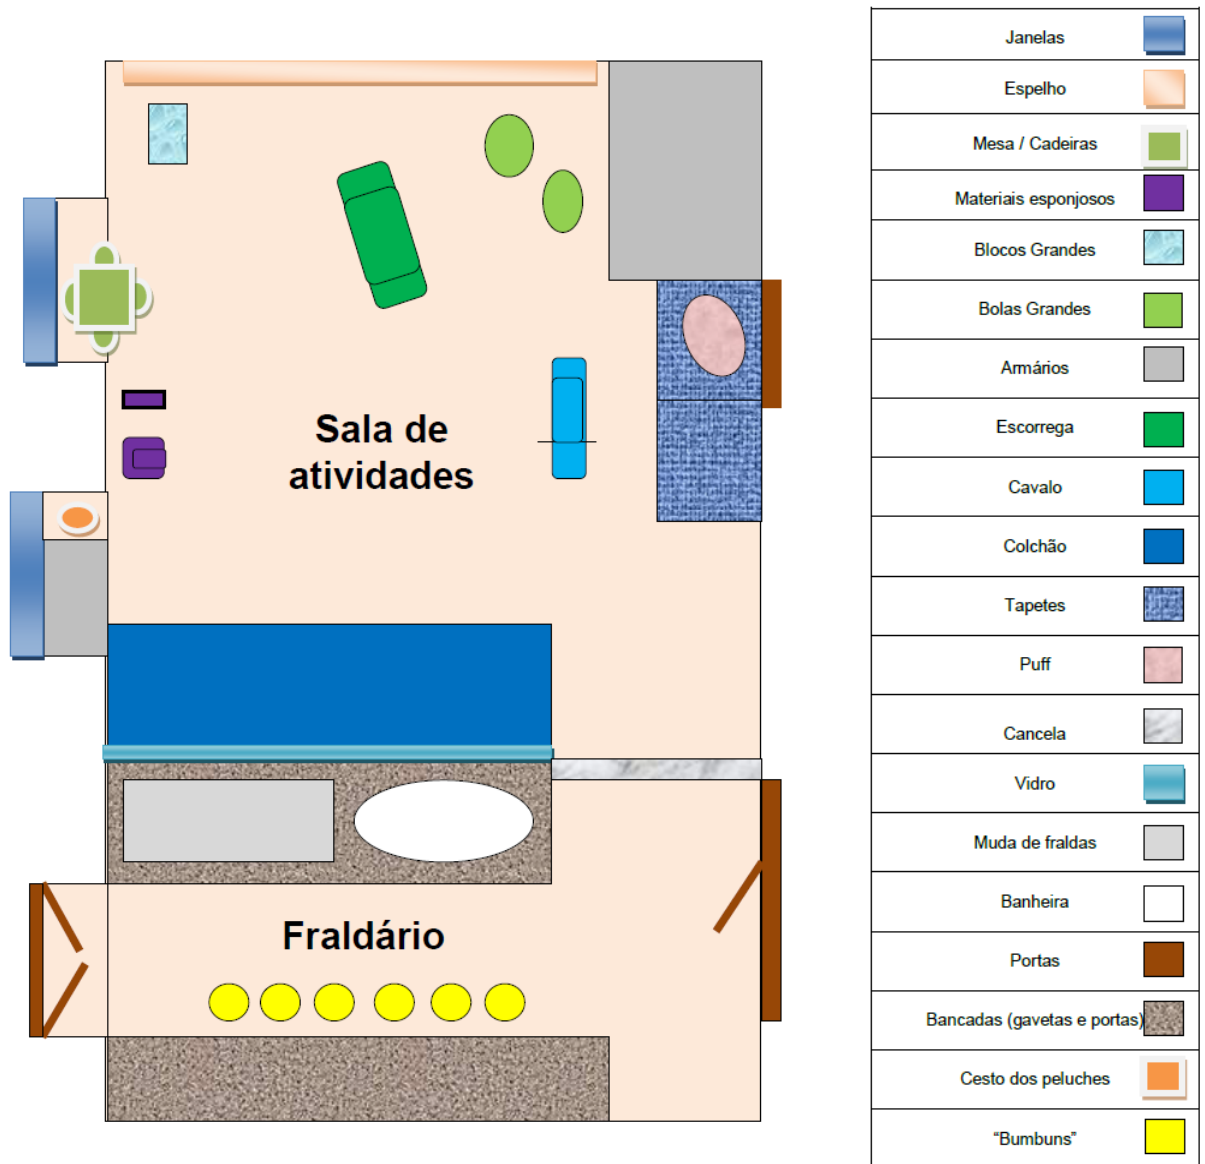 Sala de
atividades
Fraldário
Janelas
Espelho
Mesa / Cadeiras
Materiais esponjosos
Blocos Grandes
Bolas Grandes
Armários
Escorrega
Cavalo
Colchão
Tapetes
Puff
Cancela
Vidro
Muda de fraldas
Banheira
Portas
Bancadas (gavetas e portas)
Cesto dos peluches
“Bumbuns”